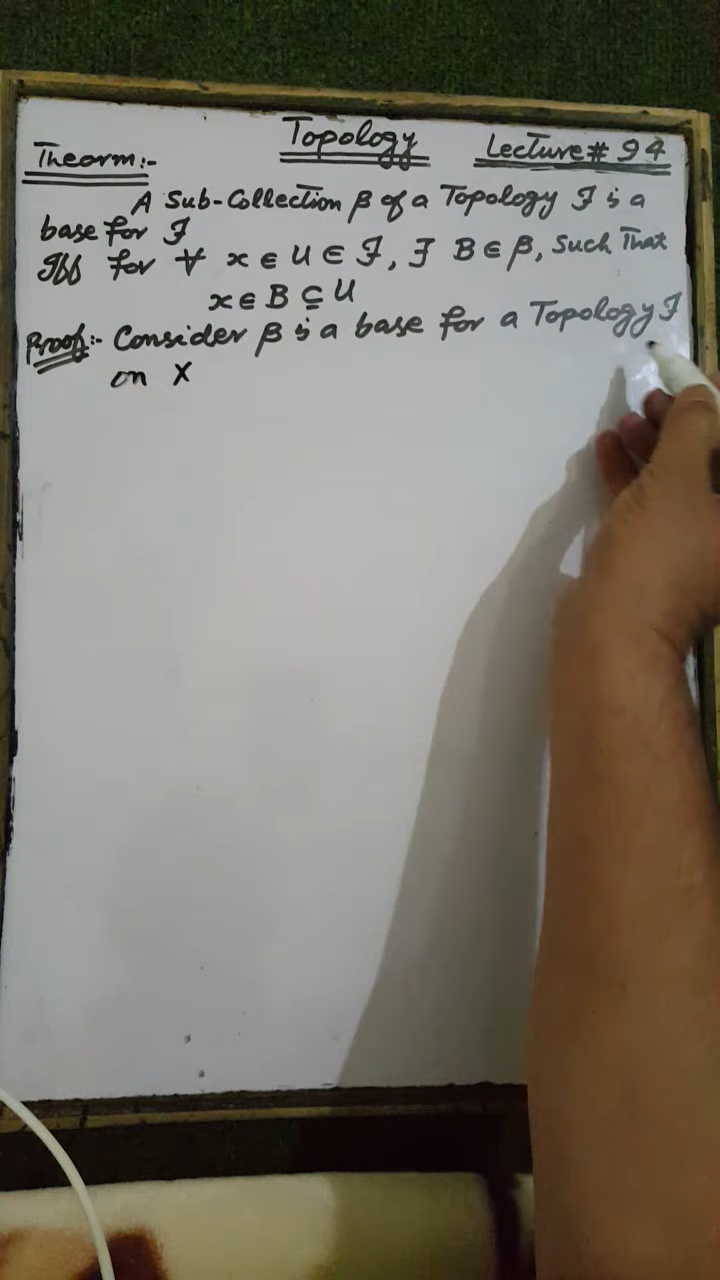 Topology
Lecture# 94
Theorm:-
A Sub-Collection β of a Topology ℱ is a
base for ℱ
Iff for ∀ x ∈ U ∈ ℱ, ∃ B ∈ β, Such That
x ∈ B ⊆ U
Proof:- Consider β is a base for a Topology ℱ
on X